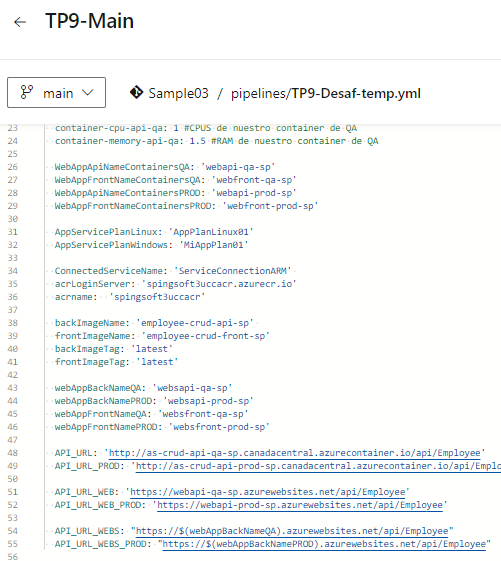 TP9-Main
main
Sample03 / pipelines/TP9-Desaf-temp.yml
23 container-cpu-api-qa: 1 #CPUS de nuestro container de QA
24 container-memory-api-qa: 1.5 #RAM de nuestro container de QA
25
26 WebAppApiNameContainersQA: 'webapi-qa-sp'
27 WebAppFrontNameContainersQA: 'webfront-qa-sp'
28 WebAppApiNameContainersPROD: 'webapi-prod-sp'
29 WebAppFrontNameContainersPROD: 'webfront-prod-sp'
30
31 AppServicePlanLinux: 'AppPlanLinux01'
32 AppServicePlanWindows: 'MiAppPlan01'
33
34 ConnectedServiceName: 'ServiceConnectionARM'
35 acrLoginServer: 'spingsoft3uccacr.azurecr.io'
36 acrname: 'spingsoft3uccacr'
37
38 backImageName: 'employee-crud-api-sp'
39 frontImageName: 'employee-crud-front-sp'
40 backImageTag: 'latest'
41 frontImageTag: 'latest'
42
43 webAppBackNameQA: 'websapi-qa-sp'
44 webAppBackNamePROD: 'websapi-prod-sp'
45 webAppFrontNameQA: 'websfront-qa-sp'
46 webAppFrontNamePROD: 'websfront-prod-sp'
47
48 API_URL: 'http://as-crud-api-qa-sp.canadacentral.azurecontainer.io/api/Employee'
49 API_URL_PROD: 'http://as-crud-api-prod-sp.canadacentral.azurecontainer.io/api/Emplo
50
51 API_URL_WEB: 'https://webapi-qa-sp.azurewebsites.net/api/Employee'
52 API_URL_WEB_PROD: 'https://webapi-prod-sp.azurewebsites.net/api/Employee'
53
54 API_URL_WEBS: "https://$(webAppBackNameQA).azurewebsites.net/api/Employee"
55 API_URL_WEBS_PROD: "https://$(webAppBackNamePROD).azurewebsites.net/api/Employee"
56